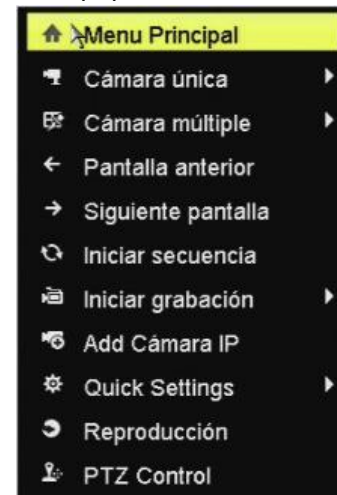 Menu Principal
Cámara única
Cámara múltiple
Pantalla anterior
Siguiente pantalla
Iniciar secuencia
Iniciar grabación
Add Cámara IP
Quick Settings
Reproducción
PTZ Control